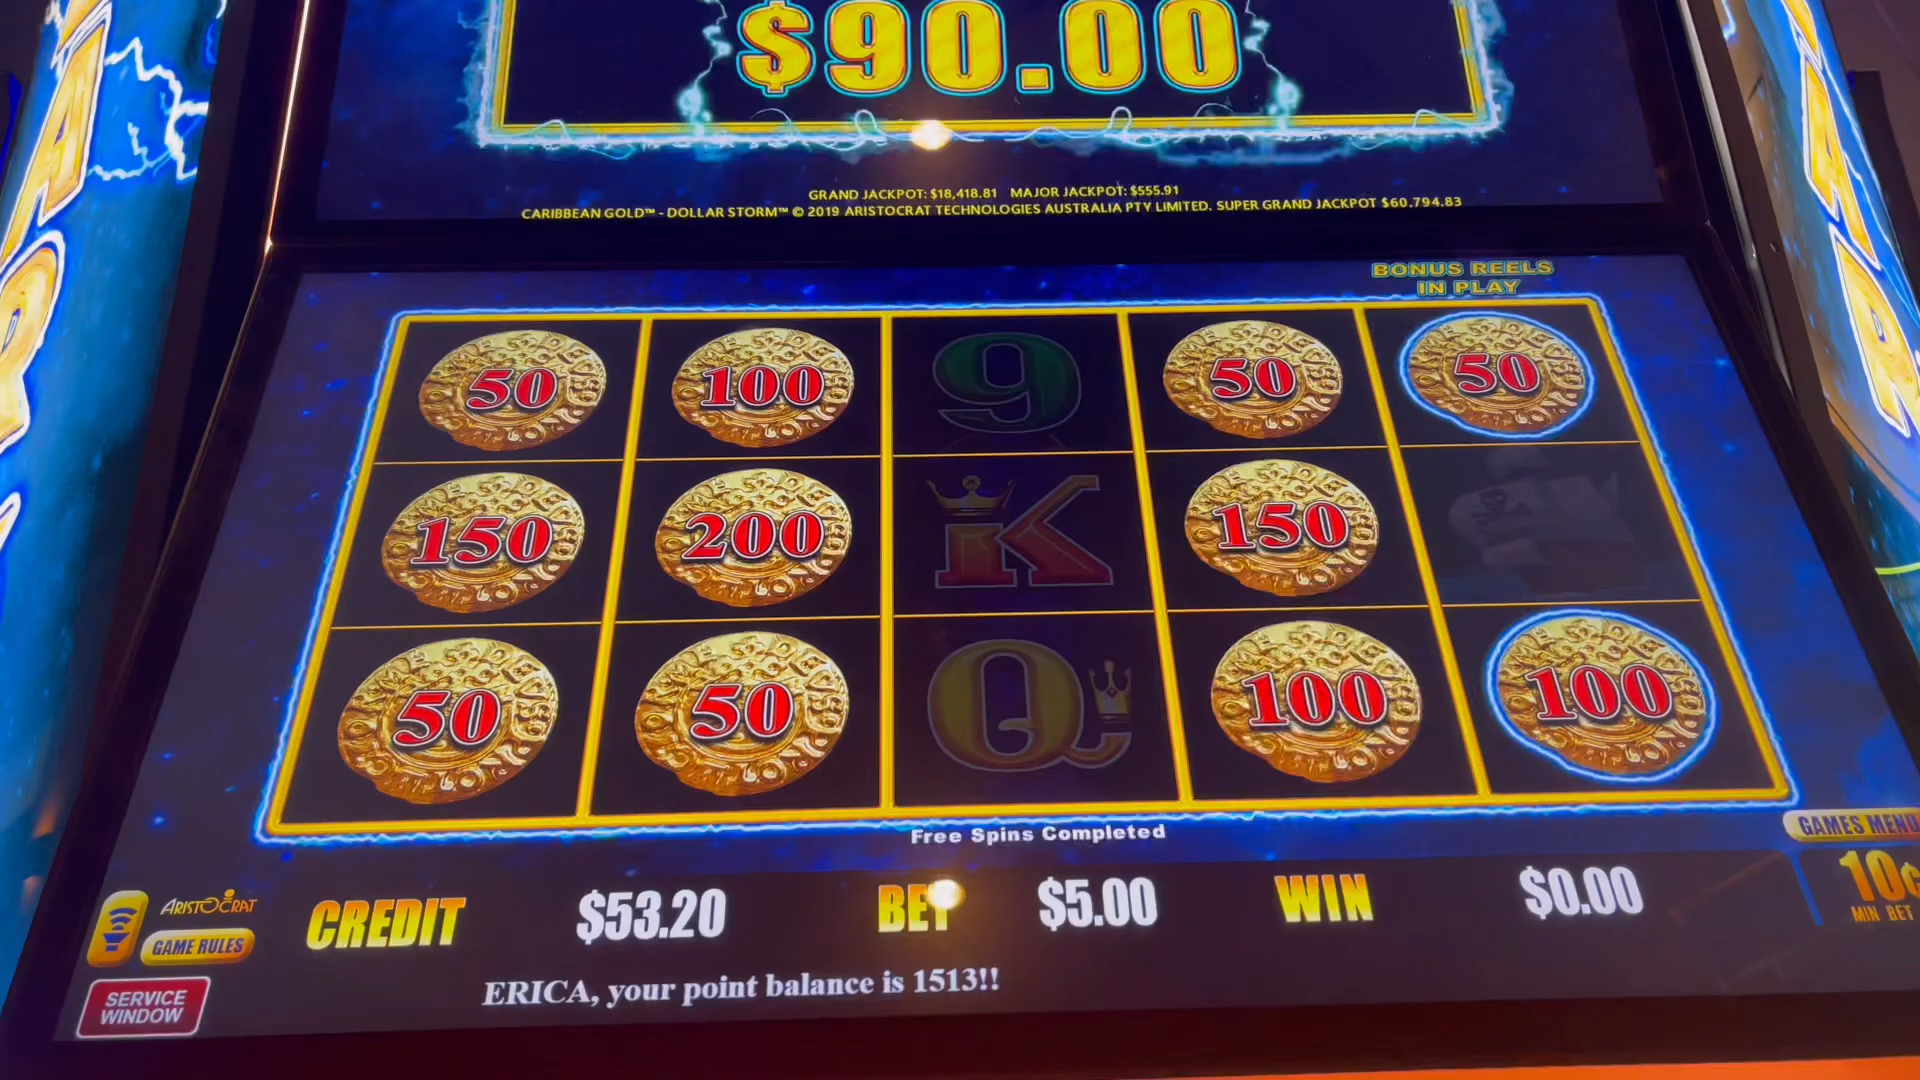 $90.00
GRAND JACKPOT: $18,418.81 MAJOR JACKPOT: $555.91
CARIBBEAN GOLD™ - DOLLAR STORM™ © 2019 ARISTOCRAT TECHNOLOGIES AUSTRALIA PTY LIMITED. SUPER GRAND JACKPOT $60,794.83
BONUS REELS
IN PLAY
50 100 9 50 50
150 200 K 150
50 50 Q 100 100
Free Spins Completed
GAMES MENU
ARISTOCRAT
GAME RULES
CREDIT $53.20 BET $5.00 WIN $0.00
10¢
MIN BET
ERICA, your point balance is 1513!!
SERVICE
WINDOW